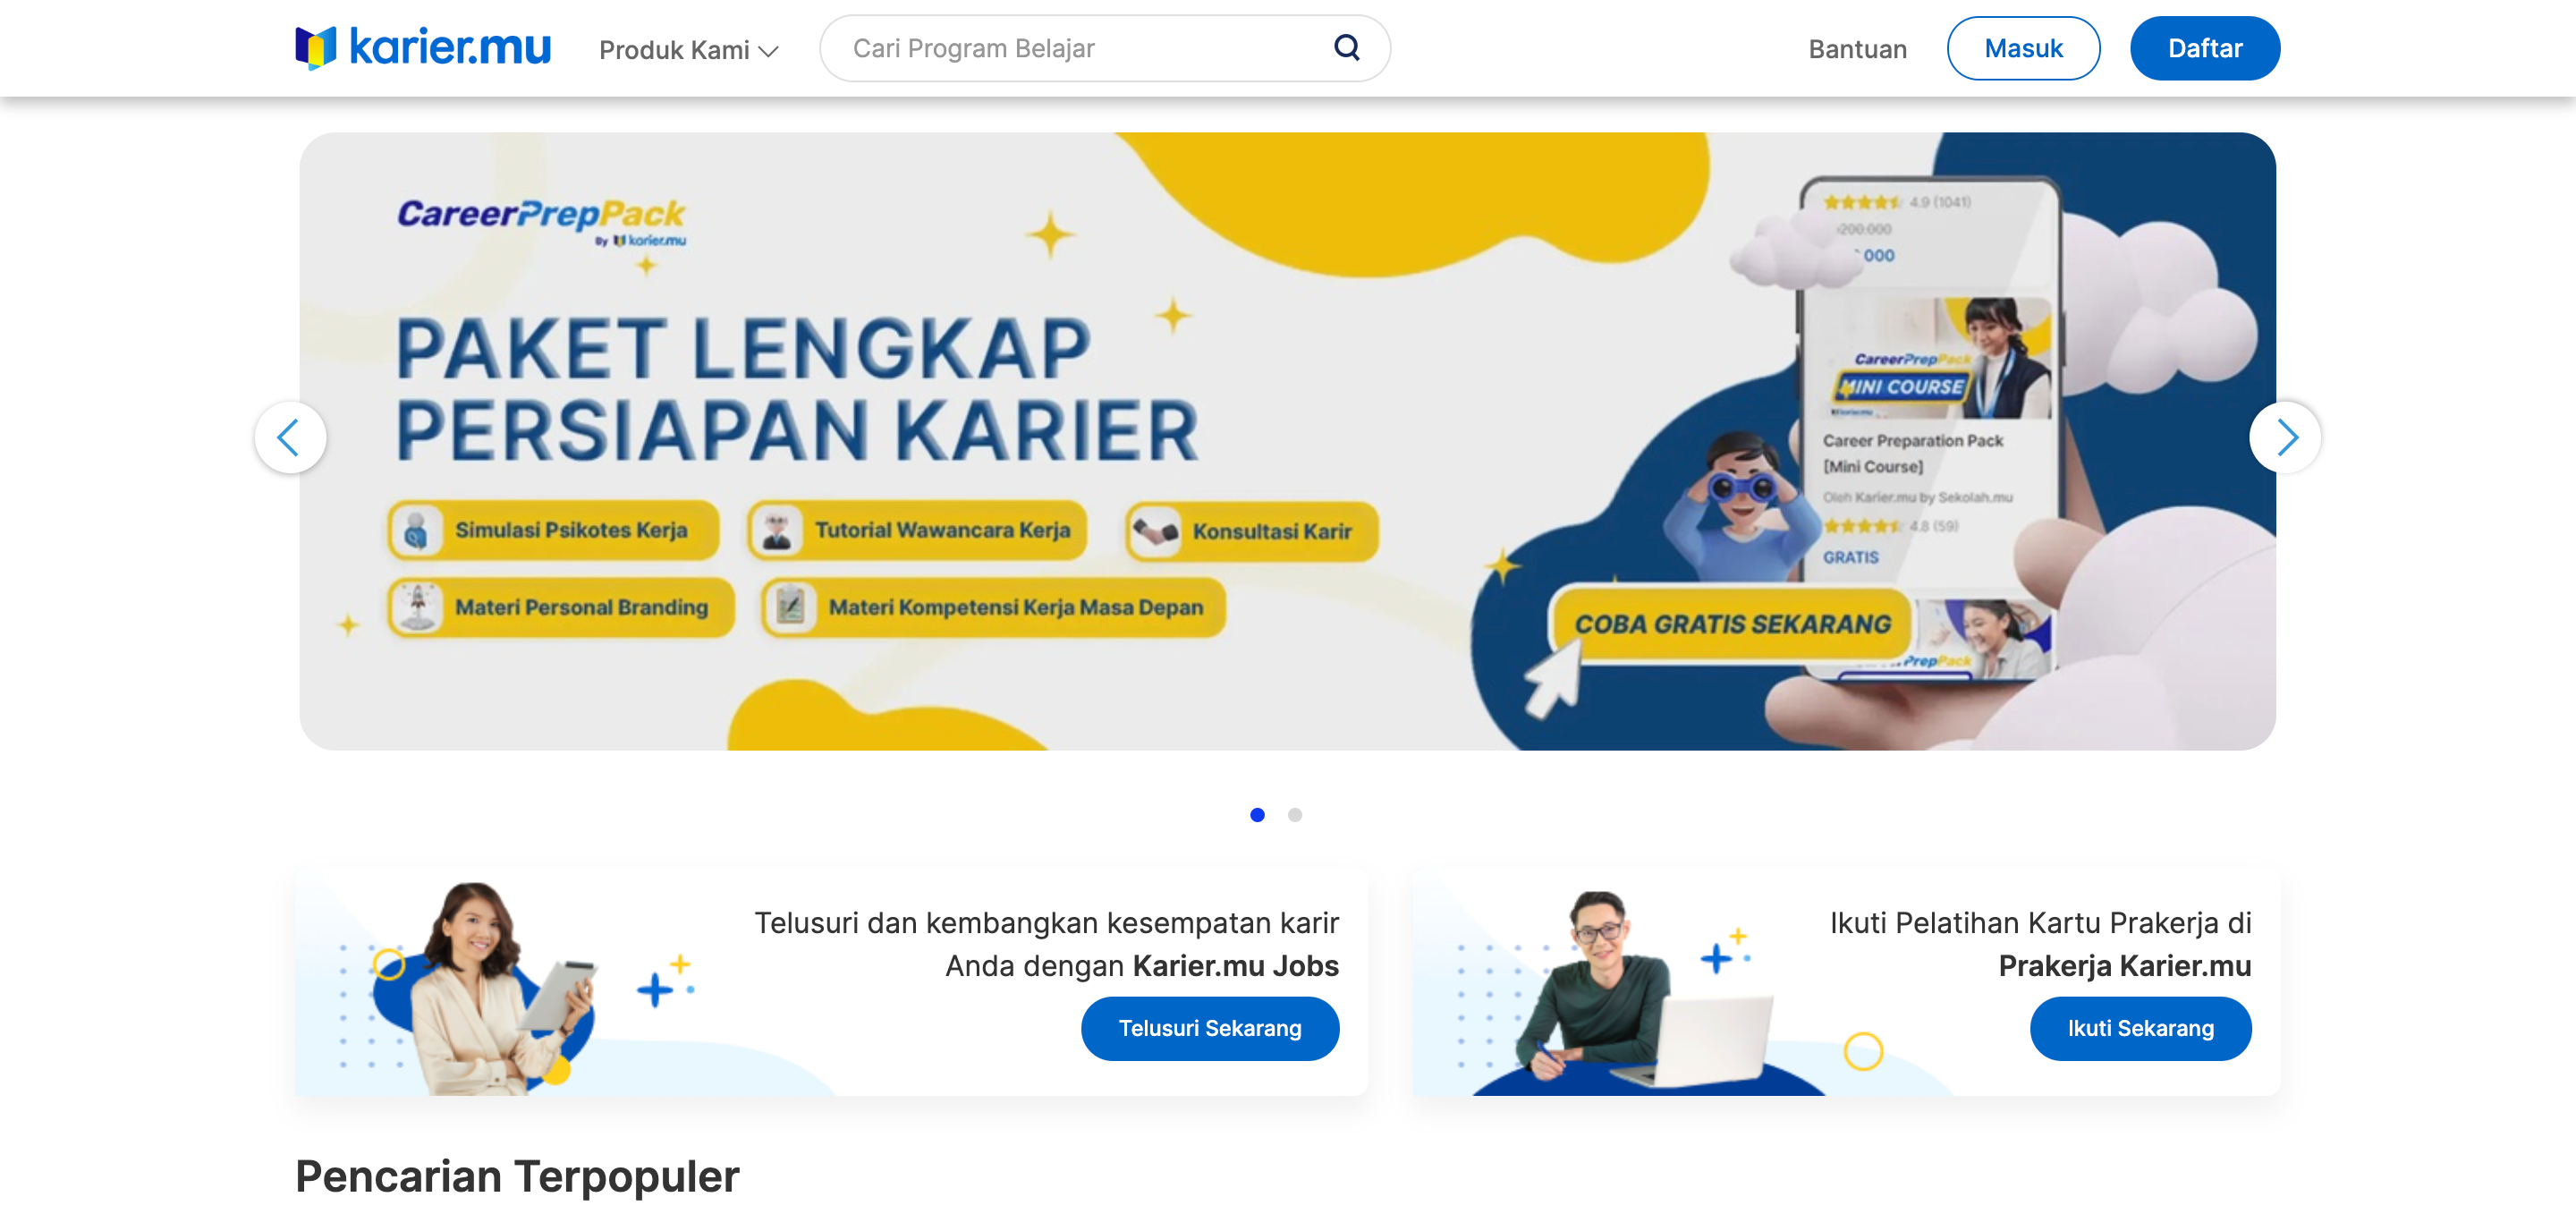 karier.mu
Produk Kami
Cari Program Belajar
Bantuan
Masuk
Daftar
CareerPrepPack
By karier.mu
PAKET LENGKAP
PERSIAPAN KARIER
Simulasi Psikotes Kerja
Tutorial Wawancara Kerja
Konsultasi Karir
Materi Personal Branding
Materi Kompetensi Kerja Masa Depan
4.9 (1041)
200.000
000
CareerPrepPack
MINI COURSE
karier.mu
Career Preparation Pack
[Mini Course]
Oleh Karier.mu by Sekolah.mu
4.8 (59)
GRATIS
COBA GRATIS SEKARANG
PrepPack
Telusuri dan kembangkan kesempatan karir
Anda dengan Karier.mu Jobs
Telusuri Sekarang
Ikuti Pelatihan Kartu Prakerja di
Prakerja Karier.mu
Ikuti Sekarang
Pencarian Terpopuler